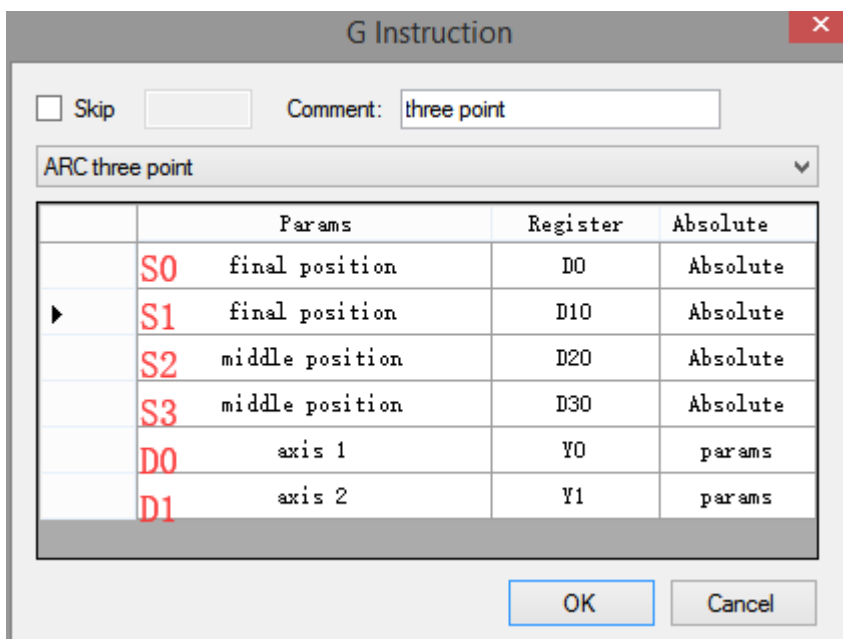 G Instruction
Skip Comment: three point
ARC three point
Params Register Absolute
S0 final position D0 Absolute
S1 final position D10 Absolute
S2 middle position D20 Absolute
S3 middle position D30 Absolute
D0 axis 1 Y0 params
D1 axis 2 Y1 params
OK Cancel